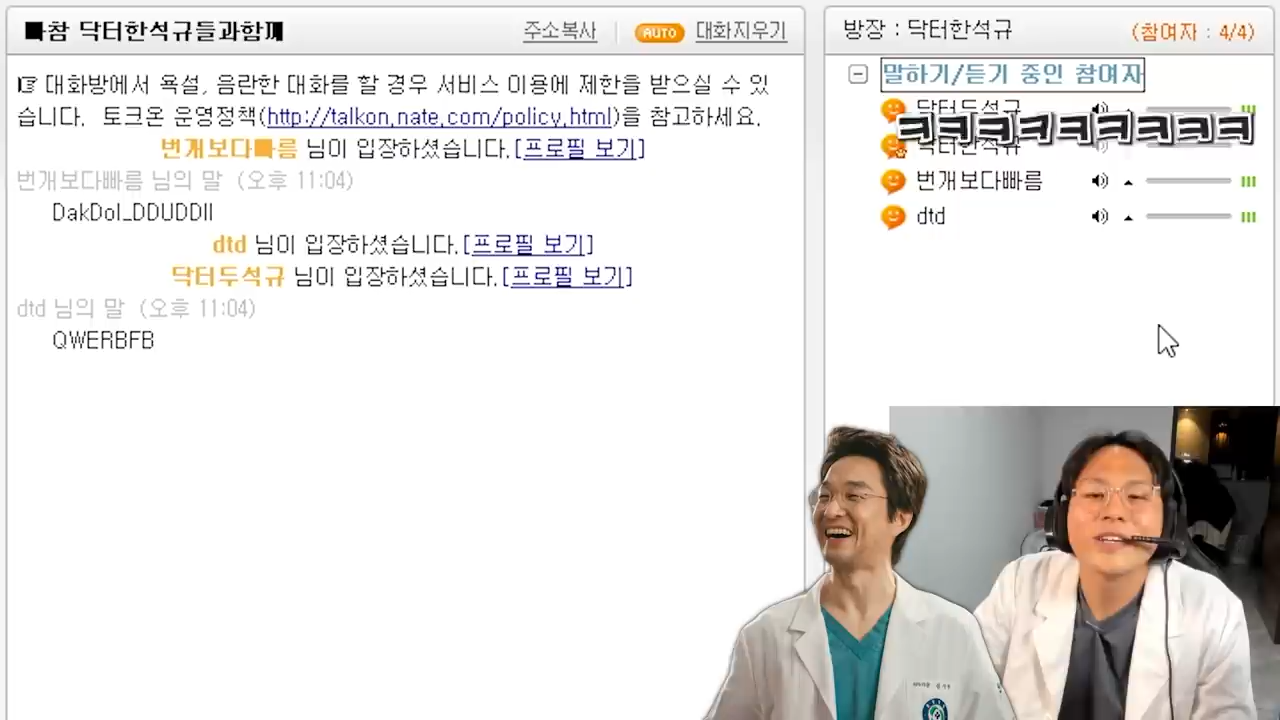 참 닥터한석규들과함께
주소복사
AUTO
대화지우기
☞ 대화방에서 욕설, 음란한 대화를 할 경우 서비스 이용에 제한을 받으실 수 있
습니다. 토크온 운영정책(http://talkon.nate.com/policy.html)을 참고하세요.
번개보다 름 님이 입장하셨습니다.[프로필 보기]
번개보다빠름 님의 말 (오후 11:04)
DakDol_DDUDDll
dtd 님이 입장하셨습니다.[프로필 보기]
닥터두석규 님이 입장하셨습니다.[프로필 보기]
dtd 님의 말 (오후 11:04)
QWERBFB
방장 : 닥터한석규
(참여자 : 4/4)
말하기/듣기 중인 참여자
닥터두석규
ㅋㅋㅋㅋㅋㅋㅋㅋㅋ
닥터한석규
번개보다빠름
dtd